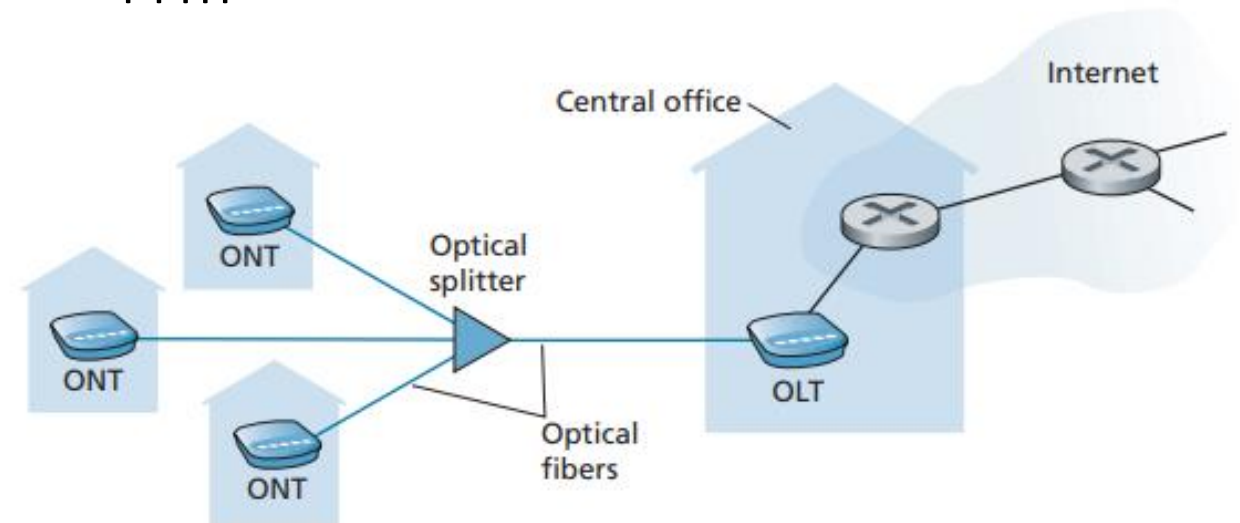 Internet
Central office
Optical
splitter
ONT
ONT
ONT
OLT
Optical
fibers